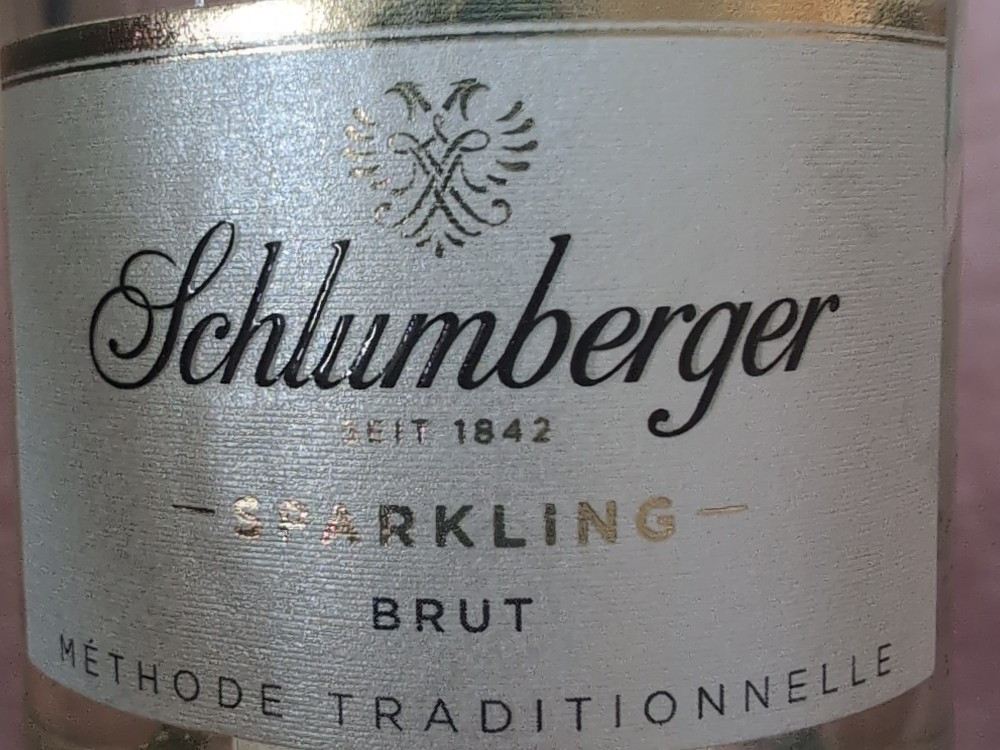 Schlumberger
SEIT 1842
SPARKLING
BRUT
MÉTHODE TRADITIONNELLE